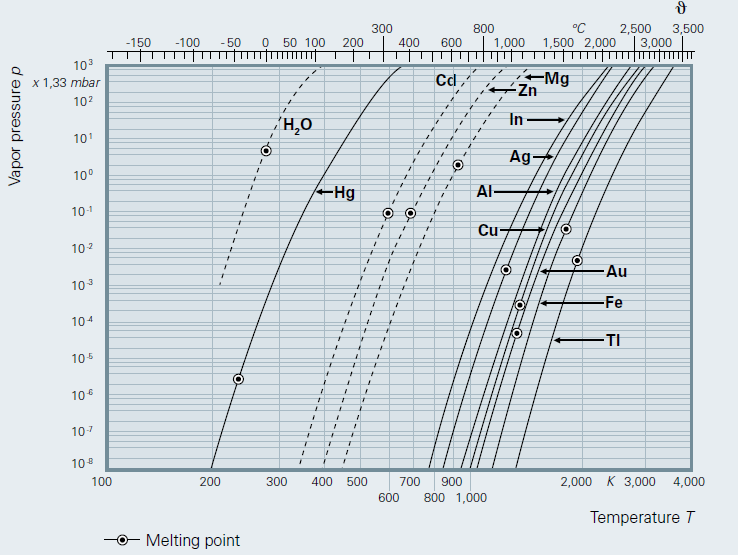 ϑ
300 800 °C 2,500 3,500
-150 -100 -50 0 50 100 200 400 600 1,000 1,500 2,000 3,000
Vapor pressure p
x 1,33 mbar
10³
10²
10¹
10⁰
10⁻¹
10⁻²
10⁻³
10⁻⁴
10⁻⁵
10⁻⁶
10⁻⁷
10⁻⁸
H₂O
Hg
Cd
Zn
Mg
In
Ag
Al
Cu
Au
Fe
TI
100 200 300 400 500 700 900 2,000 K 3,000 4,000
600 800 1,000
Temperature T
Melting point